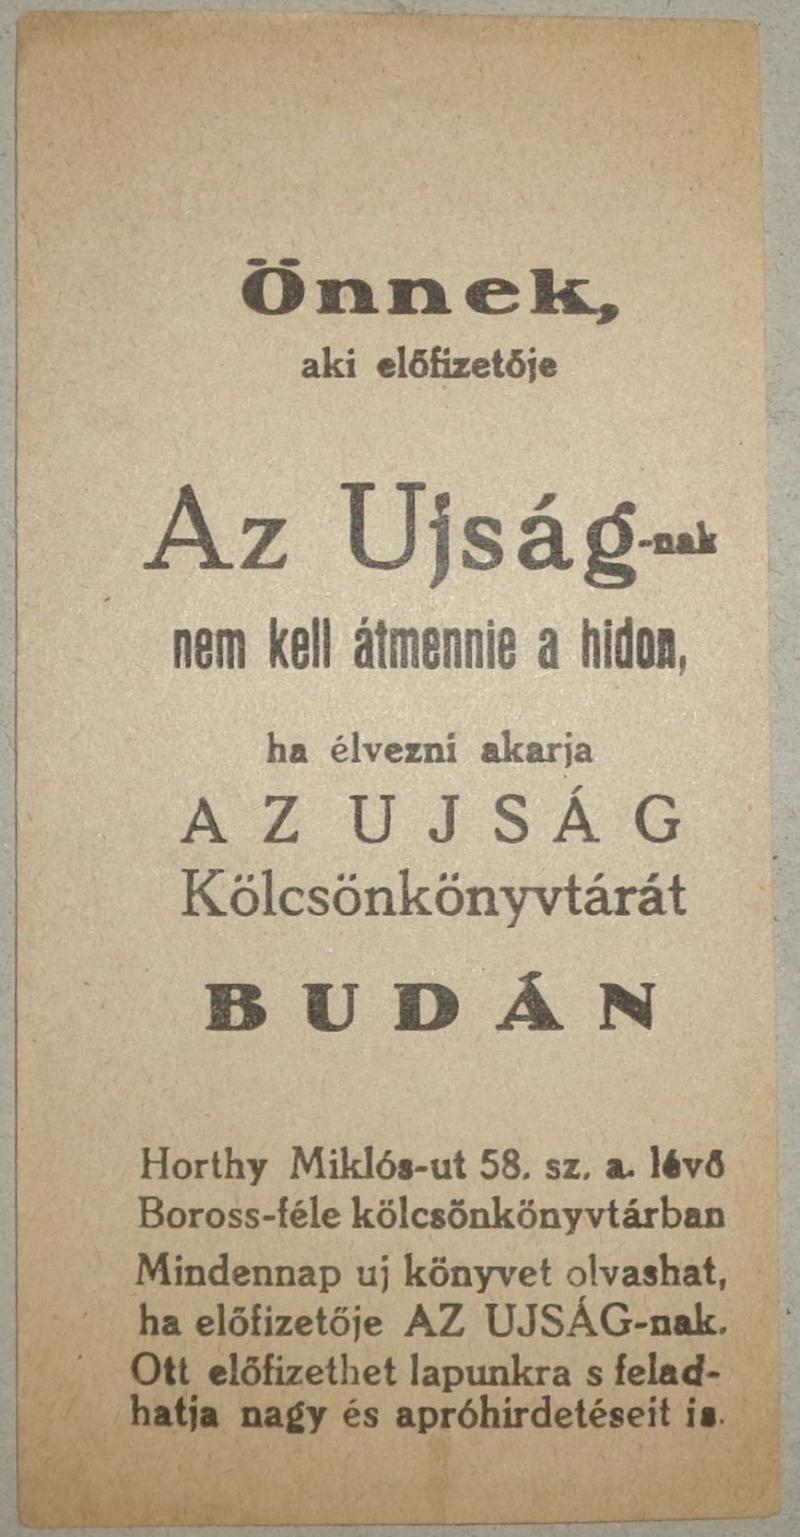 Önnek,
aki előfizetője
Az Ujság-nak
nem kell átmennie a hidon,
ha élvezni akarja
AZ UJSÁG
Kölcsönkönyvtárát
BUDÁN
Horthy Miklós-ut 58. sz. a. lévő
Boross-féle kölcsönkönyvtárban
Mindennap uj könyvet olvashat,
ha előfizetője AZ UJSÁG-nak.
Ott előfizethet lapunkra s felad-
hatja nagy és apróhirdetéseit is.